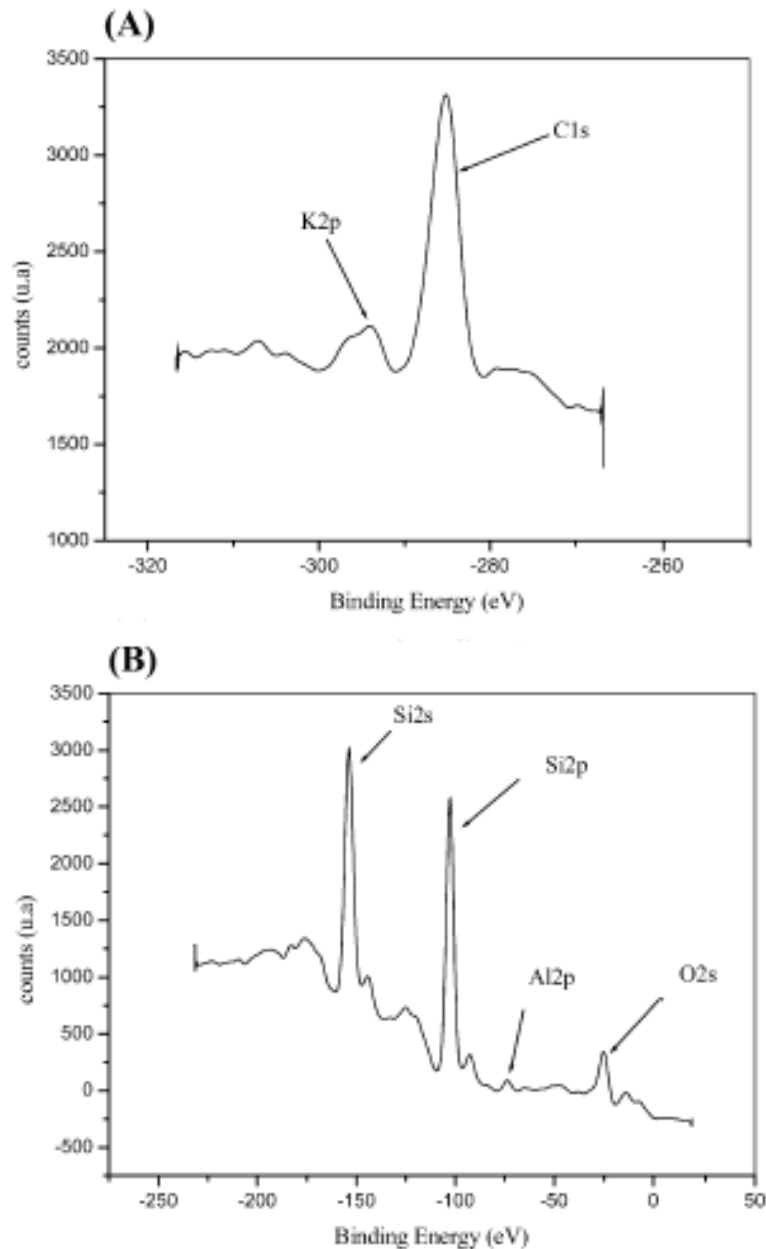 (A)
3500
3000
2500
2000
1500
1000
counts (u.a)
C1s
K2p
-320
-300
-280
-260
Binding Energy (eV)
(B)
3500
3000
2500
2000
1500
1000
500
0
-500
counts (u.a)
Si2s
Si2p
Al2p
O2s
-250
-200
-150
-100
-50
0
50
Binding Energy (eV)